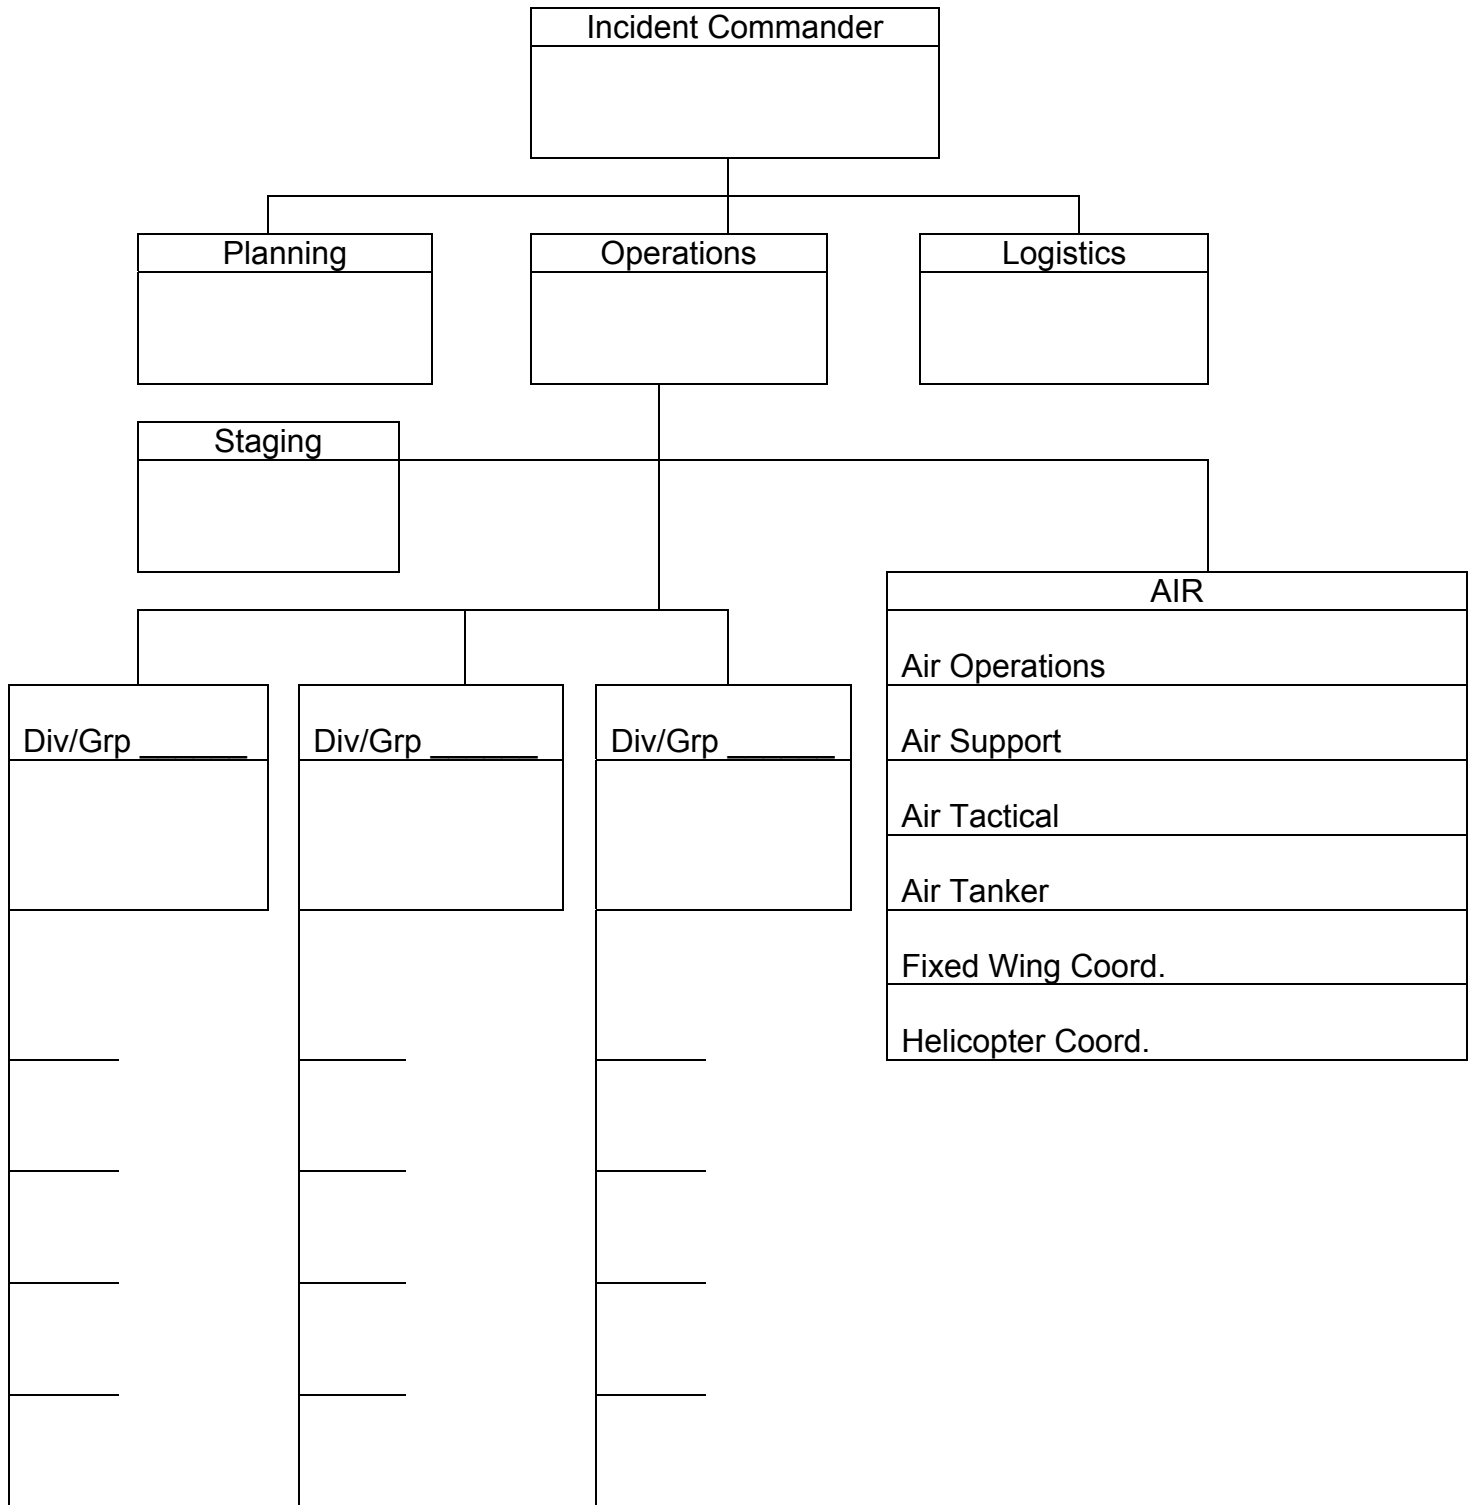 Incident Commander
Planning
Operations
Logistics
Staging
AIR
Air Operations
Div/Grp ______
Div/Grp ______
Div/Grp ______
Air Support
Air Tactical
Air Tanker
Fixed Wing Coord.
Helicopter Coord.